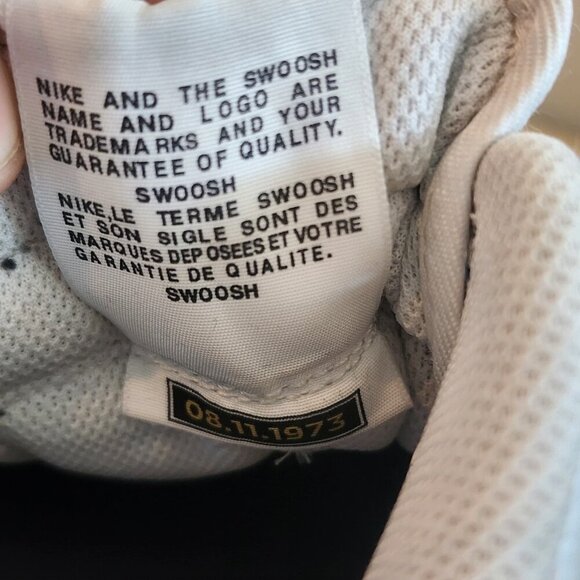 NIKE AND THE SWOOSH
NAME AND LOGO ARE
TRADEMARKS AND YOUR
GUARANTEE OF QUALITY.
SWOOSH
NIKE,LE TERME SWOOSH
ET SON SIGLE SONT DES
MARQUES DEPOSEES ET VOTRE
GARANTIE DE QUALITE.
SWOOSH
08.11.1973